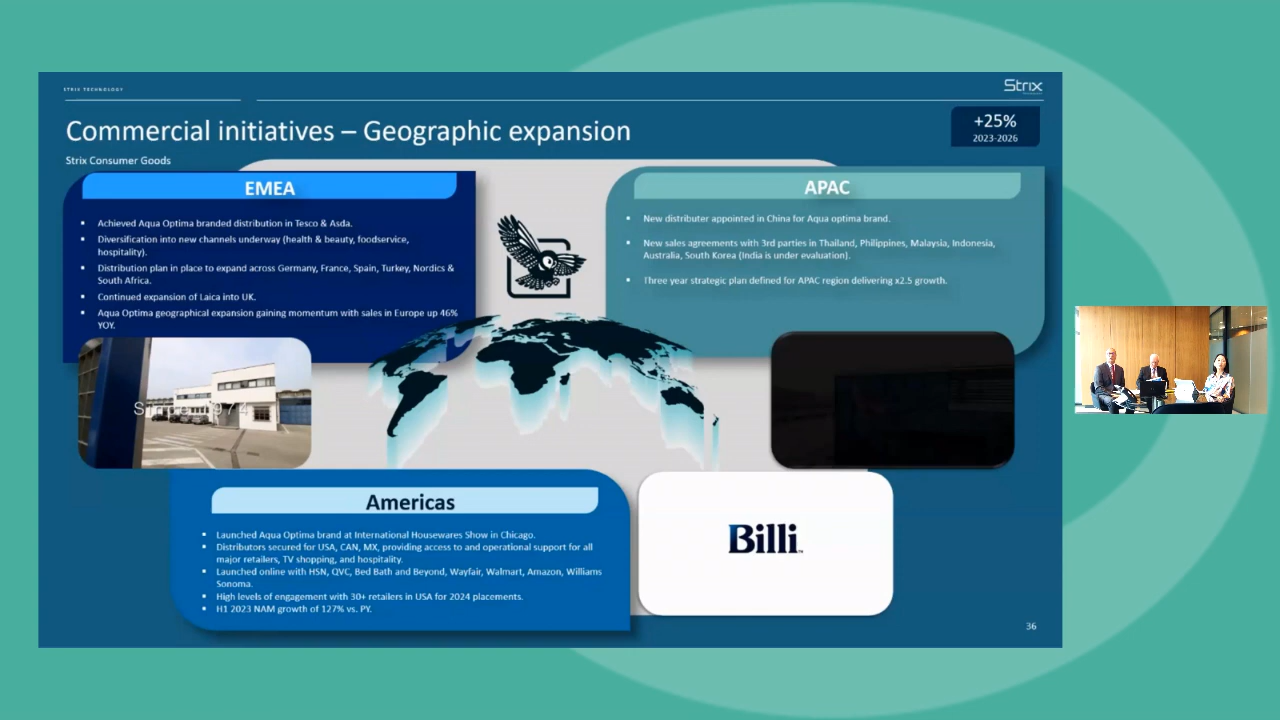 STRIX TECHNOLOGY
Strix
Commercial initiatives – Geographic expansion
+25%
2023-2026
Strix Consumer Goods
EMEA
▪ Achieved Aqua Optima branded distribution in Tesco & Asda.
▪ Diversification into new channels underway (health & beauty, foodservice,
hospitality).
▪ Distribution plan in place to expand across Germany, France, Spain, Turkey, Nordics &
South Africa.
▪ Continued expansion of Laica into UK.
▪ Aqua Optima geographical expansion gaining momentum with sales in Europe up 46%
YOY.
APAC
▪ New distributer appointed in China for Aqua optima brand.
▪ New sales agreements with 3rd parties in Thailand, Philippines, Malaysia, Indonesia,
Australia, South Korea (India is under evaluation).
▪ Three year strategic plan defined for APAC region delivering x2.5 growth.
Since 1974
Americas
▪ Launched Aqua Optima brand at International Housewares Show in Chicago.
▪ Distributors secured for USA, CAN, MX, providing access to and operational support for all
major retailers, TV shopping, and hospitality.
▪ Launched online with HSN, QVC, Bed Bath and Beyond, Wayfair, Walmart, Amazon, Williams
Sonoma.
▪ High levels of engagement with 30+ retailers in USA for 2024 placements.
▪ H1 2023 NAM growth of 127% vs. PY.
Billi
36